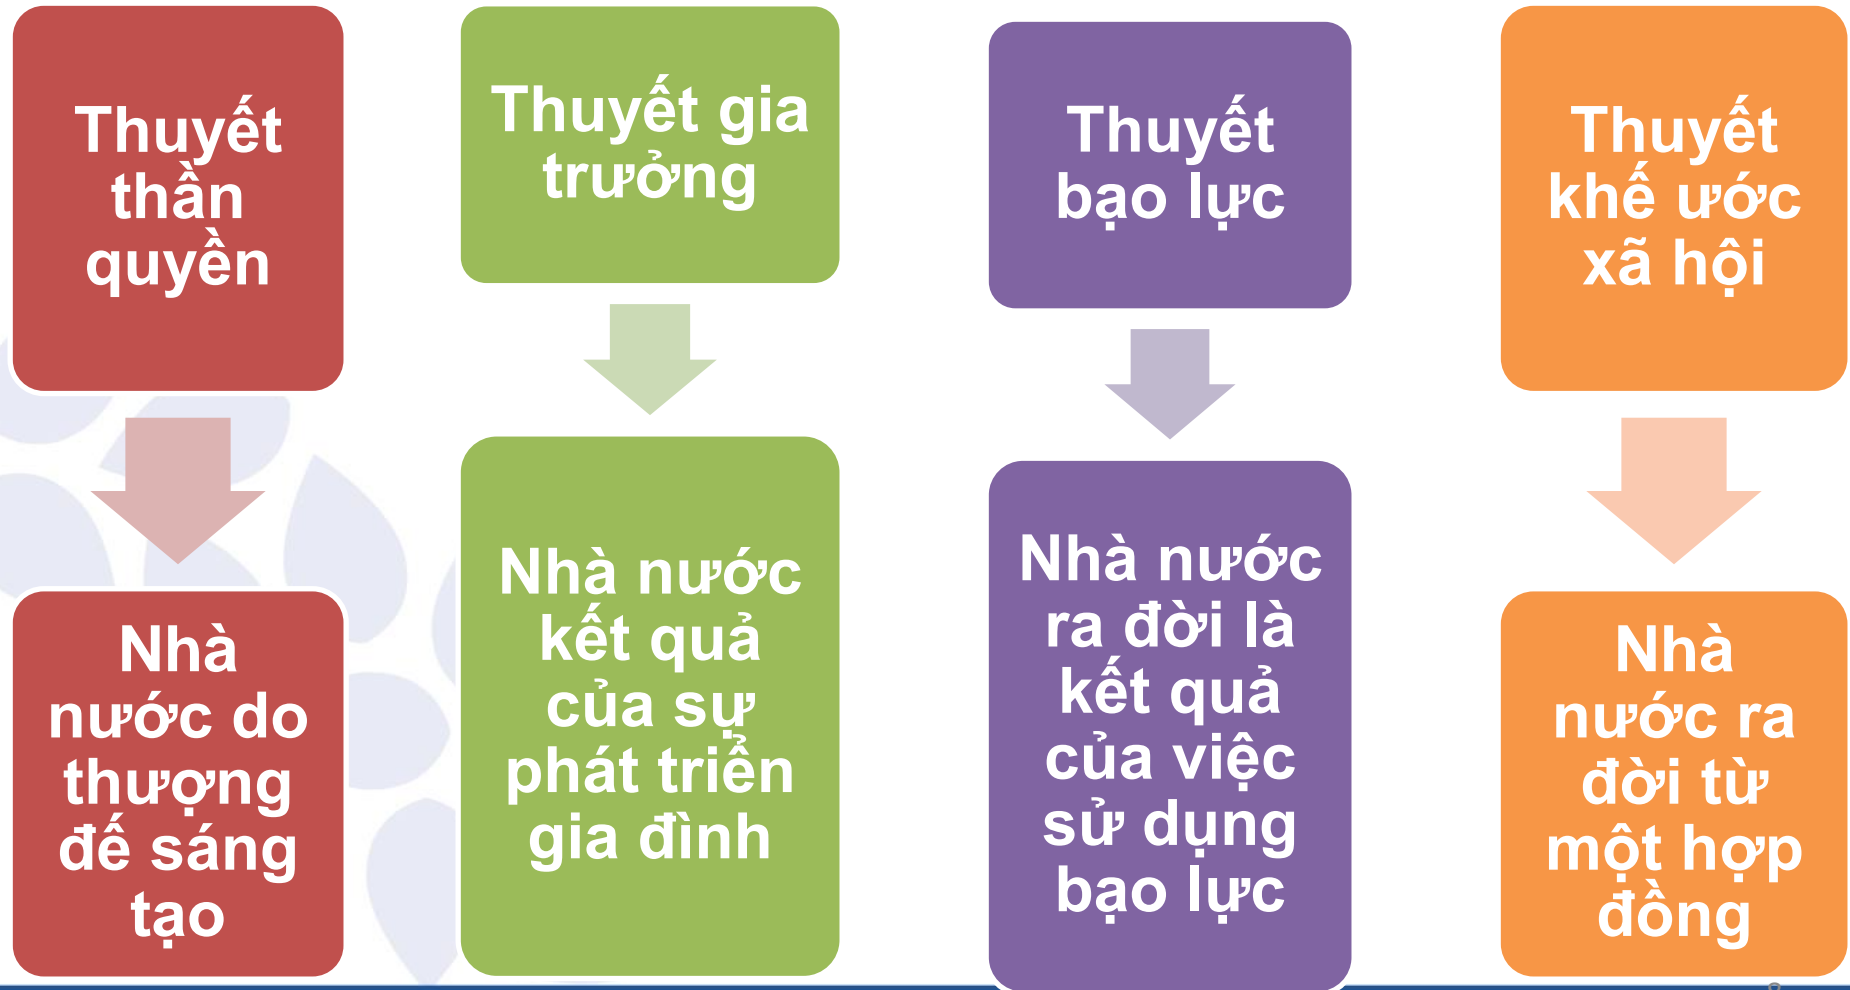 Thuyết
thần
quyền
Nhà
nước do
thượng
đế sáng
tạo
Thuyết gia
trưởng
Nhà nước
kết quả
của sự
phát triển
gia đình
Thuyết
bạo lực
Nhà nước
ra đời là
kết quả
của việc
sử dụng
bạo lực
Thuyết
khế ước
xã hội
Nhà
nước ra
đời từ
một hợp
đồng